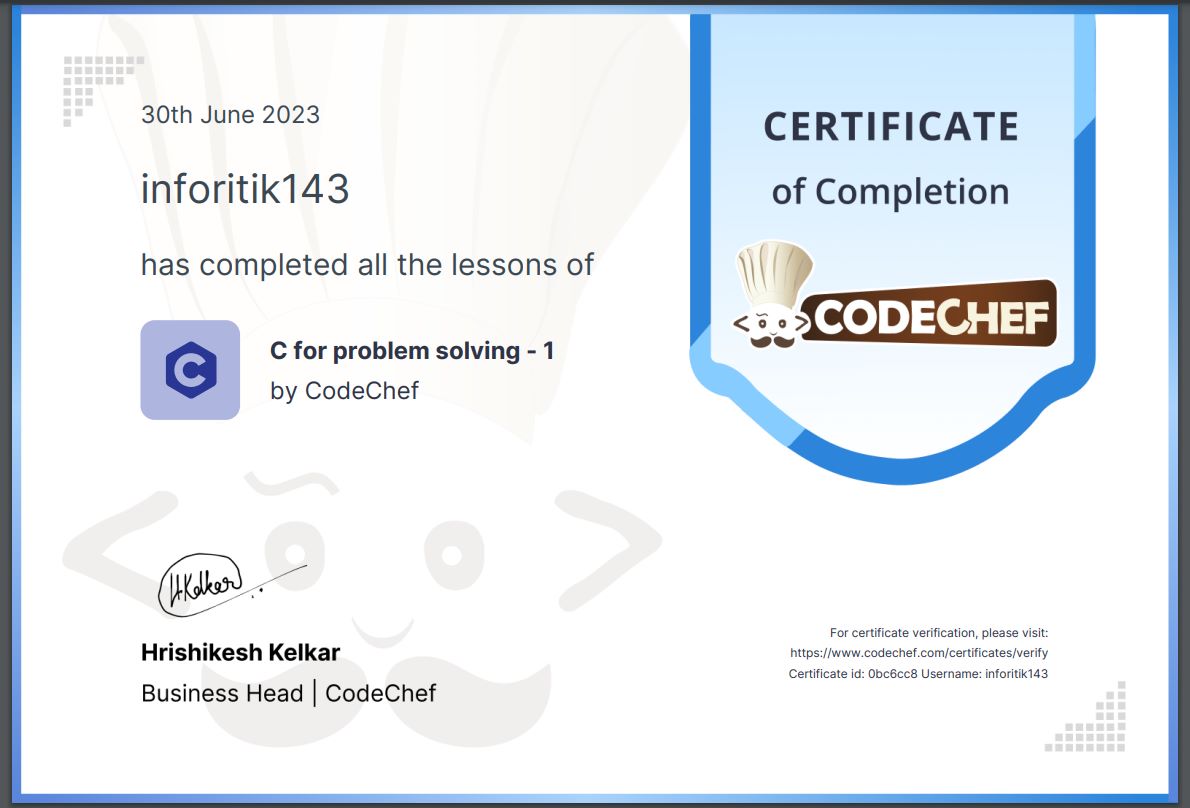 30th June 2023
inforitik143
has completed all the lessons of
C for problem solving - 1
by CodeChef
H.Kelkar
Hrishikesh Kelkar
Business Head | CodeChef
CERTIFICATE
of Completion
CODECHEF
For certificate verification, please visit:
https://www.codechef.com/certificates/verify
Certificate id: 0bc6cc8 Username: inforitik143